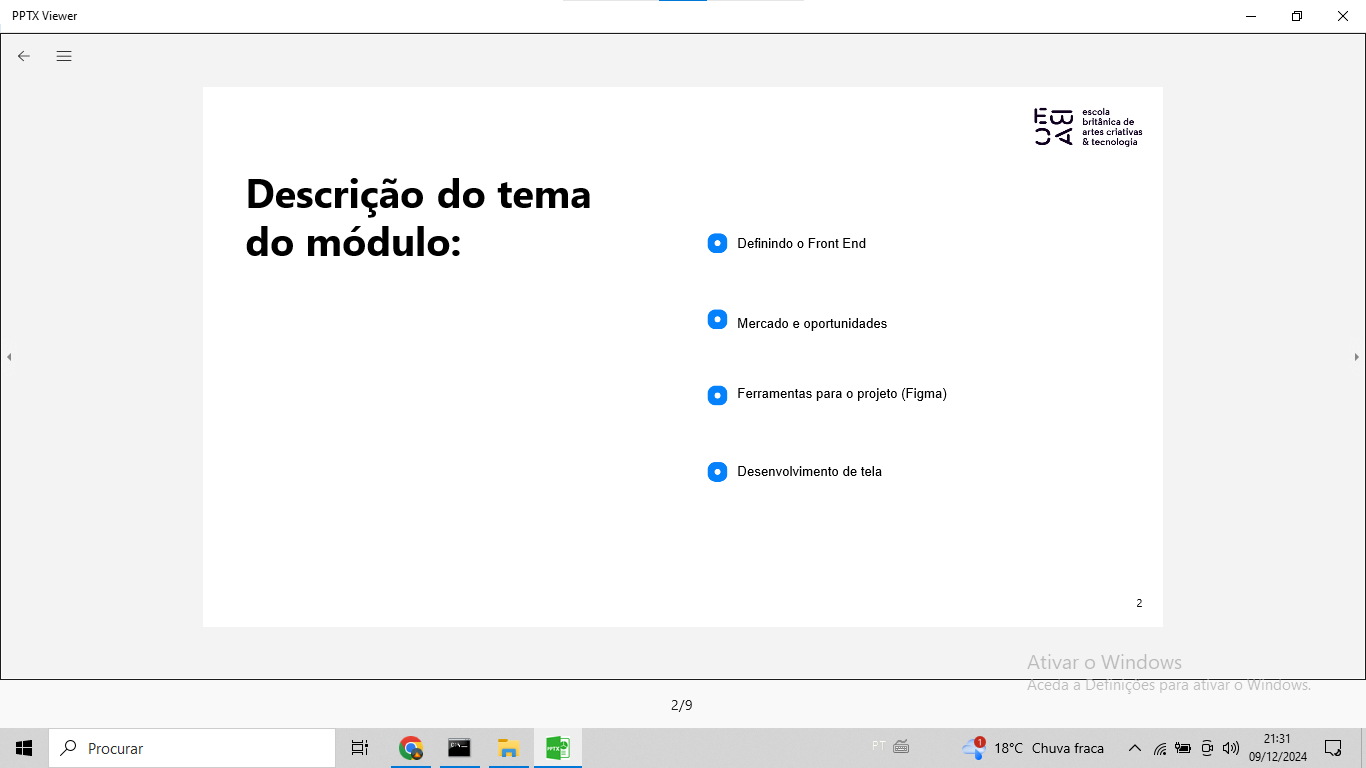 PPTX Viewer
EBAC
escola
britânica de
artes criativas
& tecnologia
Descrição do tema
do módulo:
Definindo o Front End
Mercado e oportunidades
Ferramentas para o projeto (Figma)
Desenvolvimento de tela
2
Ativar o Windows
Aceda a Definições para ativar o Windows.
2/9
Procurar
PPTX
PT
1
18°C Chuva fraca
21:31
09/12/2024